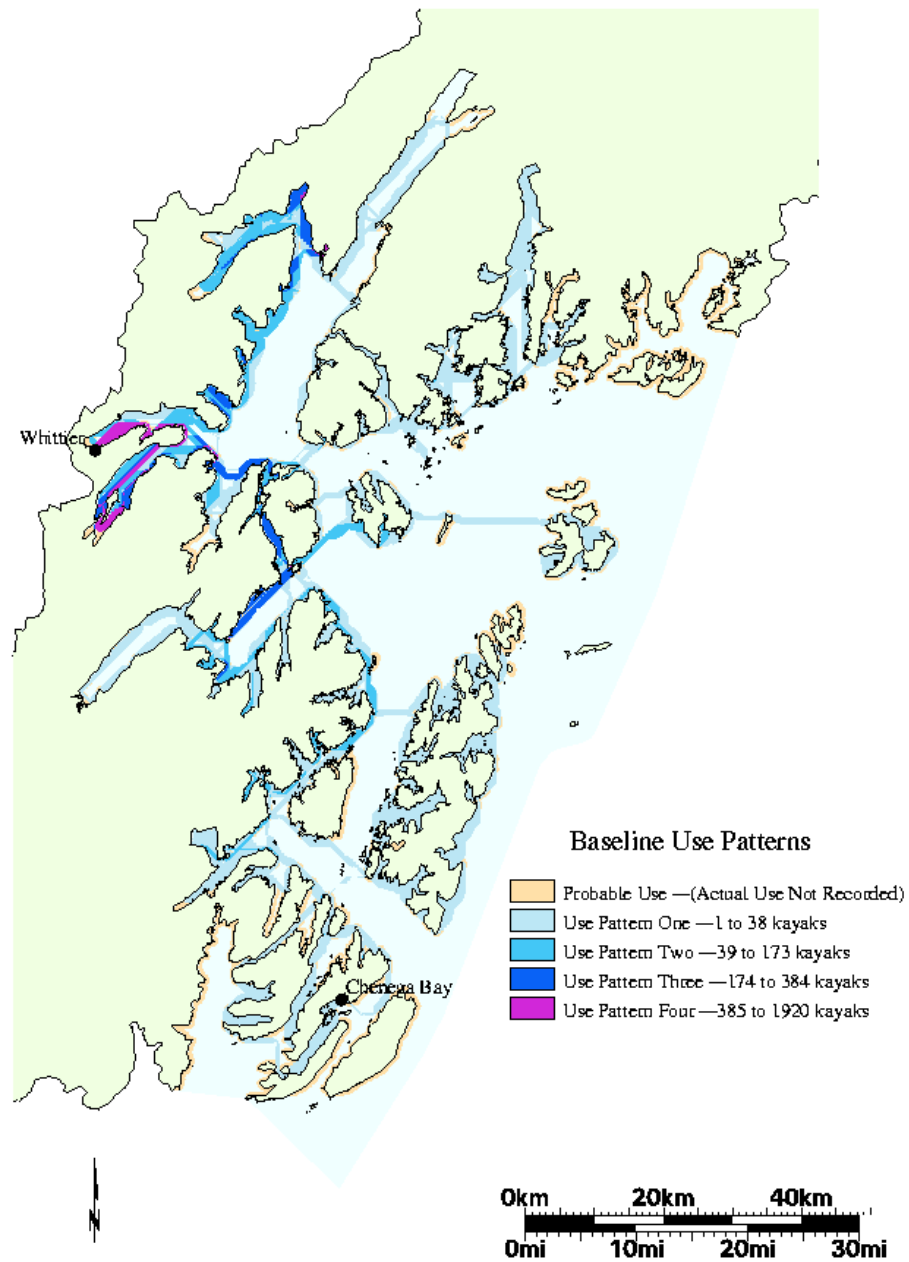 Whittier
Baseline Use Patterns
Probable Use —(Actual Use Not Recorded)
Use Pattern One —1 to 38 kayaks
Use Pattern Two —39 to 173 kayaks
Use Pattern Three —174 to 384 kayaks
Use Pattern Four —385 to 1920 kayaks
Chenega Bay
N
0km 20km 40km
0mi 10mi 20mi 30mi